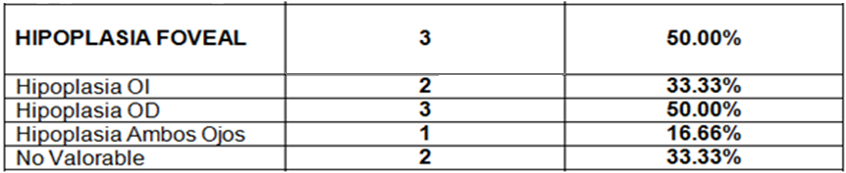 HIPOPLASIA FOVEAL 3 50.00%
Hipoplasia OI 2 33.33%
Hipoplasia OD 3 50.00%
Hipoplasia Ambos Ojos 1 16.66%
No Valorable 2 33.33%